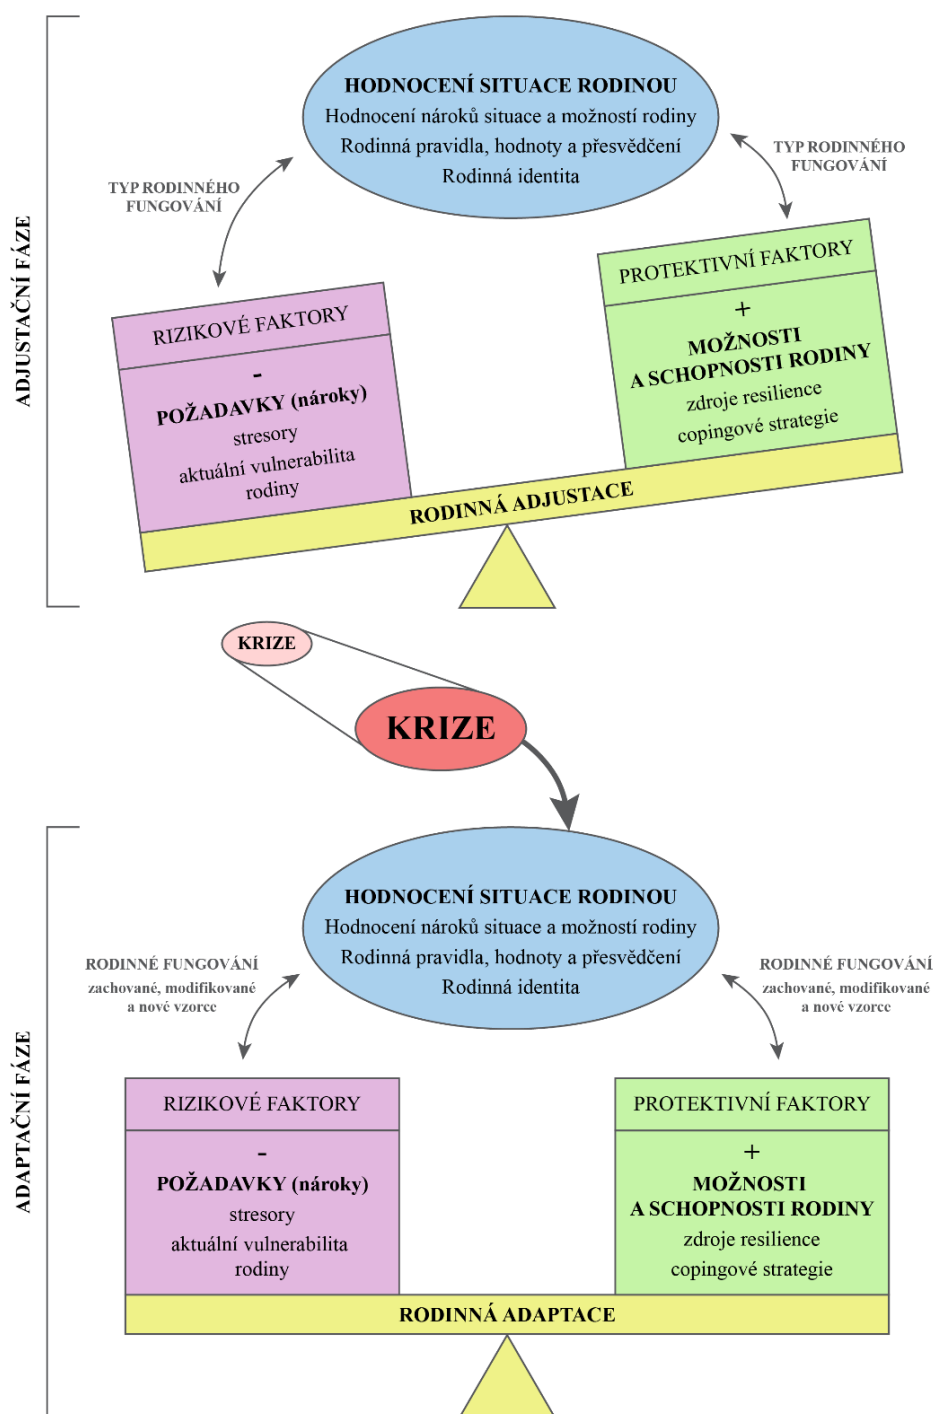 ADJUSTAČNÍ FÁZE
HODNOCENÍ SITUACE RODINOU
Hodnocení nároků situace a možností rodiny
Rodinná pravidla, hodnoty a přesvědčení
Rodinná identita
TYP RODINNÉHO
FUNGOVÁNÍ
TYP RODINNÉHO
FUNGOVÁNÍ
RIZIKOVÉ FAKTORY
-
POŽADAVKY (nároky)
stresory
aktuální vulnerabilita
rodiny
PROTEKTIVNÍ FAKTORY
+
MOŽNOSTI
A SCHOPNOSTI RODINY
zdroje resilience
copingové strategie
RODINNÁ ADJUSTACE
KRIZE
KRIZE
ADAPTAČNÍ FÁZE
HODNOCENÍ SITUACE RODINOU
Hodnocení nároků situace a možností rodiny
Rodinná pravidla, hodnoty a přesvědčení
Rodinná identita
RODINNÉ FUNGOVÁNÍ
zachované, modifikované
a nové vzorce
RODINNÉ FUNGOVÁNÍ
zachované, modifikované
a nové vzorce
RIZIKOVÉ FAKTORY
-
POŽADAVKY (nároky)
stresory
aktuální vulnerabilita
rodiny
PROTEKTIVNÍ FAKTORY
+
MOŽNOSTI
A SCHOPNOSTI RODINY
zdroje resilience
copingové strategie
RODINNÁ ADAPTACE